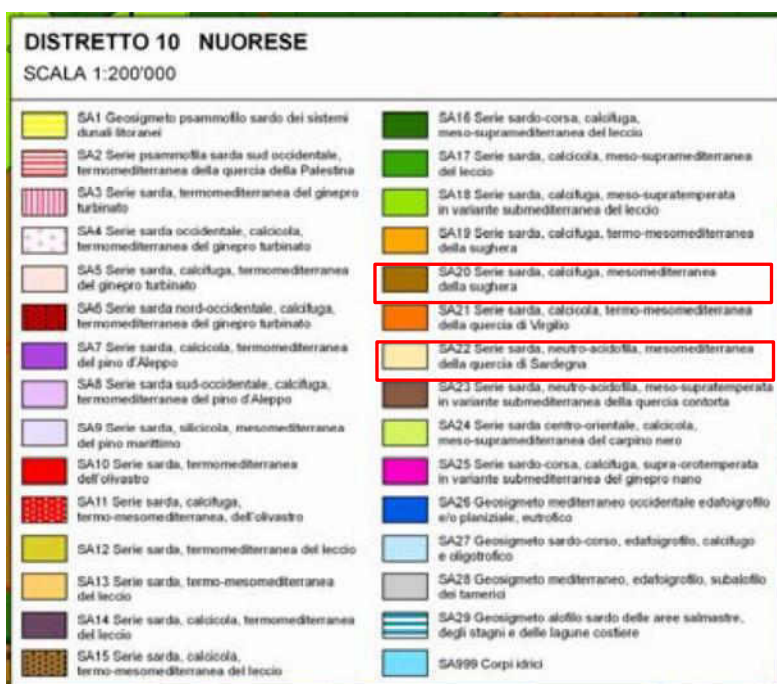 DISTRETTO 10 NUORESE
SCALA 1:200'000
SA1 Geosigmeto psammofilo sardo dei sistemi
dunali litoranei
SA2 Serie psammofila sarda sud occidentale,
termomediterranea della quercia della Palestina
SA3 Serie sarda, termomediterranea del ginepro
turbinato
SA4 Serie sarda occidentale, calcicola,
termomediterranea del ginepro turbinato
SA5 Serie sarda, calcifuga, termomediterranea
del ginepro turbinato
SA6 Serie sarda nord-occidentale, calcifuga,
termomediterranea del ginepro turbinato
SA7 Serie sarda, calcicola, termomediterranea
del pino d'Aleppo
SA8 Serie sarda sud-occidentale, calcifuga,
termomediterranea del pino d'Aleppo
SA9 Serie sarda, silicicola, mesomediterranea
del pino marittimo
SA10 Serie sarda, termomediterranea
dell'olivastro
SA11 Serie sarda, calcifuga,
termo-mesomediterranea, dell'olivastro
SA12 Serie sarda, termomediterranea del leccio
SA13 Serie sarda, termo-mesomediterranea
del leccio
SA14 Serie sarda, calcicola, termomediterranea
del leccio
SA15 Serie sarda, calcicola,
termo-mesomediterranea del leccio
SA16 Serie sardo-corsa, calcifuga,
meso-supramediterranea del leccio
SA17 Serie sarda, calcicola, meso-supramediterranea
del leccio
SA18 Serie sarda, calcifuga, meso-supratemperata
in variante submediterranea del leccio
SA19 Serie sarda, calcifuga, termo-mesomediterranea
della sughera
SA20 Serie sarda, calcifuga, mesomediterranea
della sughera
SA21 Serie sarda, calcicola, termo-mesomediterranea
della quercia di Virgilio
SA22 Serie sarda, neutro-acidofila, mesomediterranea
della quercia di Sardegna
SA23 Serie sarda, neutro-acidofila, meso-supratemperata
in variante submediterranea della quercia contorta
SA24 Serie sarda centro-orientale, calcicola,
meso-supramediterranea del carpino nero
SA25 Serie sardo-corsa, calcifuga, supra-orotemperata
in variante submediterranea del ginepro nano
SA26 Geosigmeto mediterraneo occidentale edafoigrofilo
e/o planiziale, eutrofico
SA27 Geosigmeto sardo-corso, edafoigrofilo, calcifugo
e oligotrofico
SA28 Geosigmeto mediterraneo, edafoigrofilo, subalofilo
dei tamerici
SA29 Geosigmeto alofilo sardo delle aree salmastre,
degli stagni e delle lagune costiere
SA999 Corpi idrici